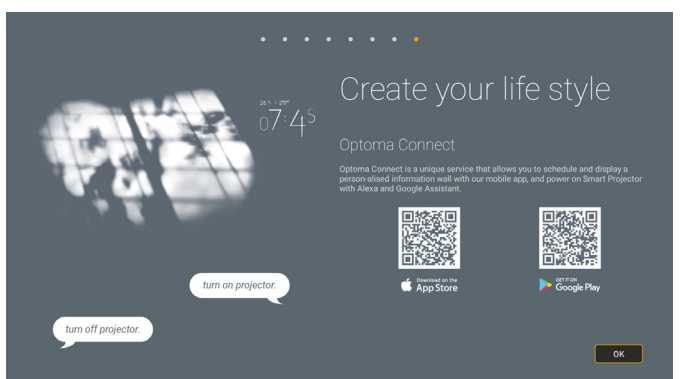 Create your life style
07:45
Optoma Connect
Optoma Connect is a unique service that allows you to schedule and display a
person-alised information wall with our mobile app, and power on Smart Projector
with Alexa and Google Assistant.
turn on projector.
Download on the
App Store
GET IT ON
Google Play
turn off projector.
OK